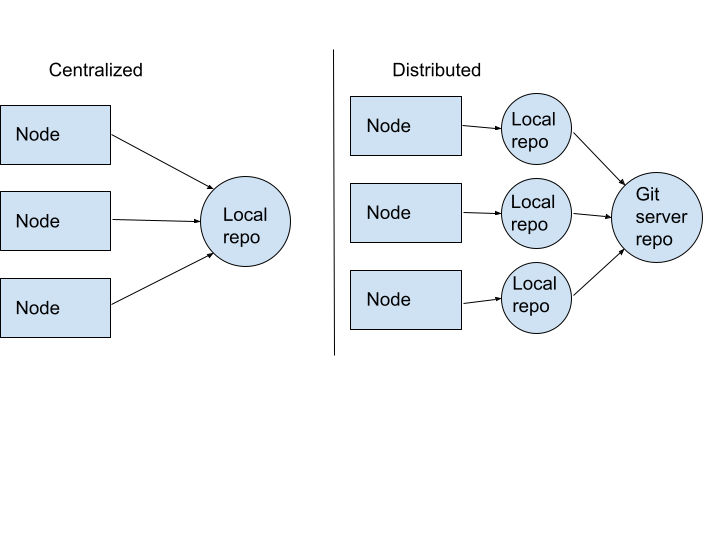 Centralized
Node
Node
Node
Local
repo
Distributed
Node
Local
repo
Node
Local
repo
Node
Local
repo
Git
server
repo